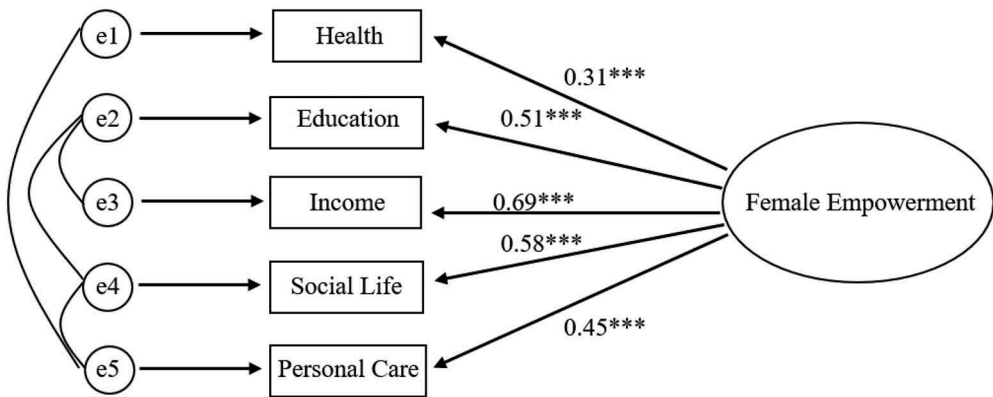 e1
Health
0.31***
e2
Education
0.51***
e3
Income
0.69***
Female Empowerment
e4
Social Life
0.58***
e5
Personal Care
0.45***